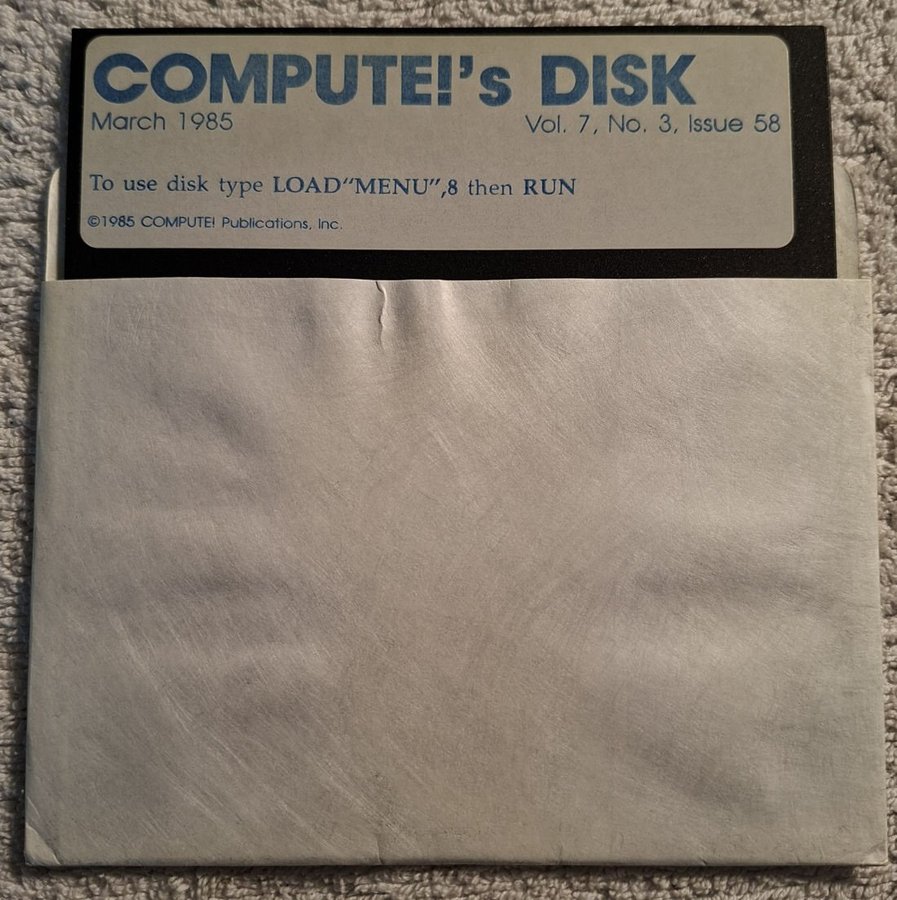 COMPUTE!'s DISK
March 1985 Vol. 7, No. 3, Issue 58
To use disk type LOAD"MENU",8 then RUN
©1985 COMPUTE! Publications, Inc.